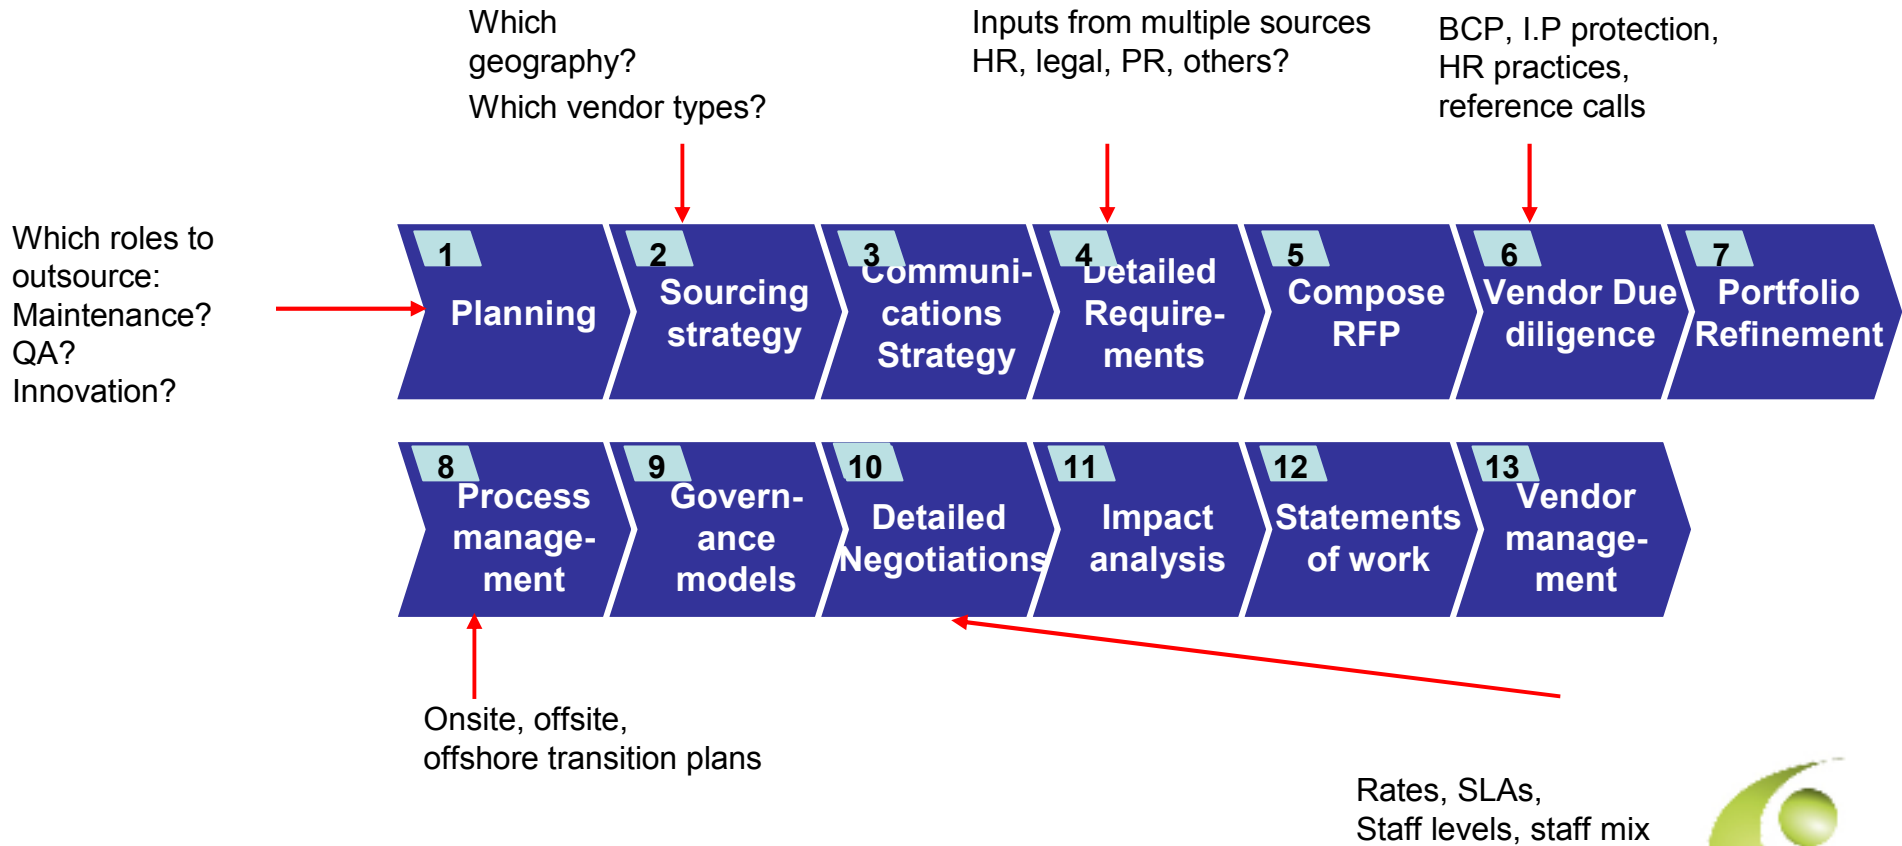 Which
geography?
Which vendor types?
Inputs from multiple sources
HR, legal, PR, others?
BCP, I.P protection,
HR practices,
reference calls
Which roles to
outsource:
Maintenance?
QA?
Innovation?
1
Planning
2
Sourcing
strategy
3
Communi-
cations
Strategy
4
Detailed
Require-
ments
5
Compose
RFP
6
Vendor Due
diligence
7
Portfolio
Refinement
8
Process
manage-
ment
9
Govern-
ance
models
10
Detailed
Negotiations
11
Impact
analysis
12
Statements
of work
13
Vendor
manage-
ment
Onsite, offsite,
offshore transition plans
Rates, SLAs,
Staff levels, staff mix